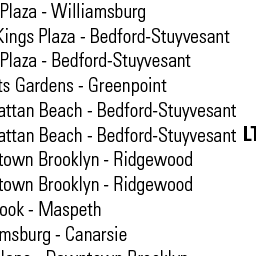 Plaza - Williamsburg
Kings Plaza - Bedford-Stuyvesant
Plaza - Bedford-Stuyvesant
ts Gardens - Greenpoint
attan Beach - Bedford-Stuyvesant
attan Beach - Bedford-Stuyvesant LT
town Brooklyn - Ridgewood
town Brooklyn - Ridgewood
ook - Maspeth
msburg - Canarsie